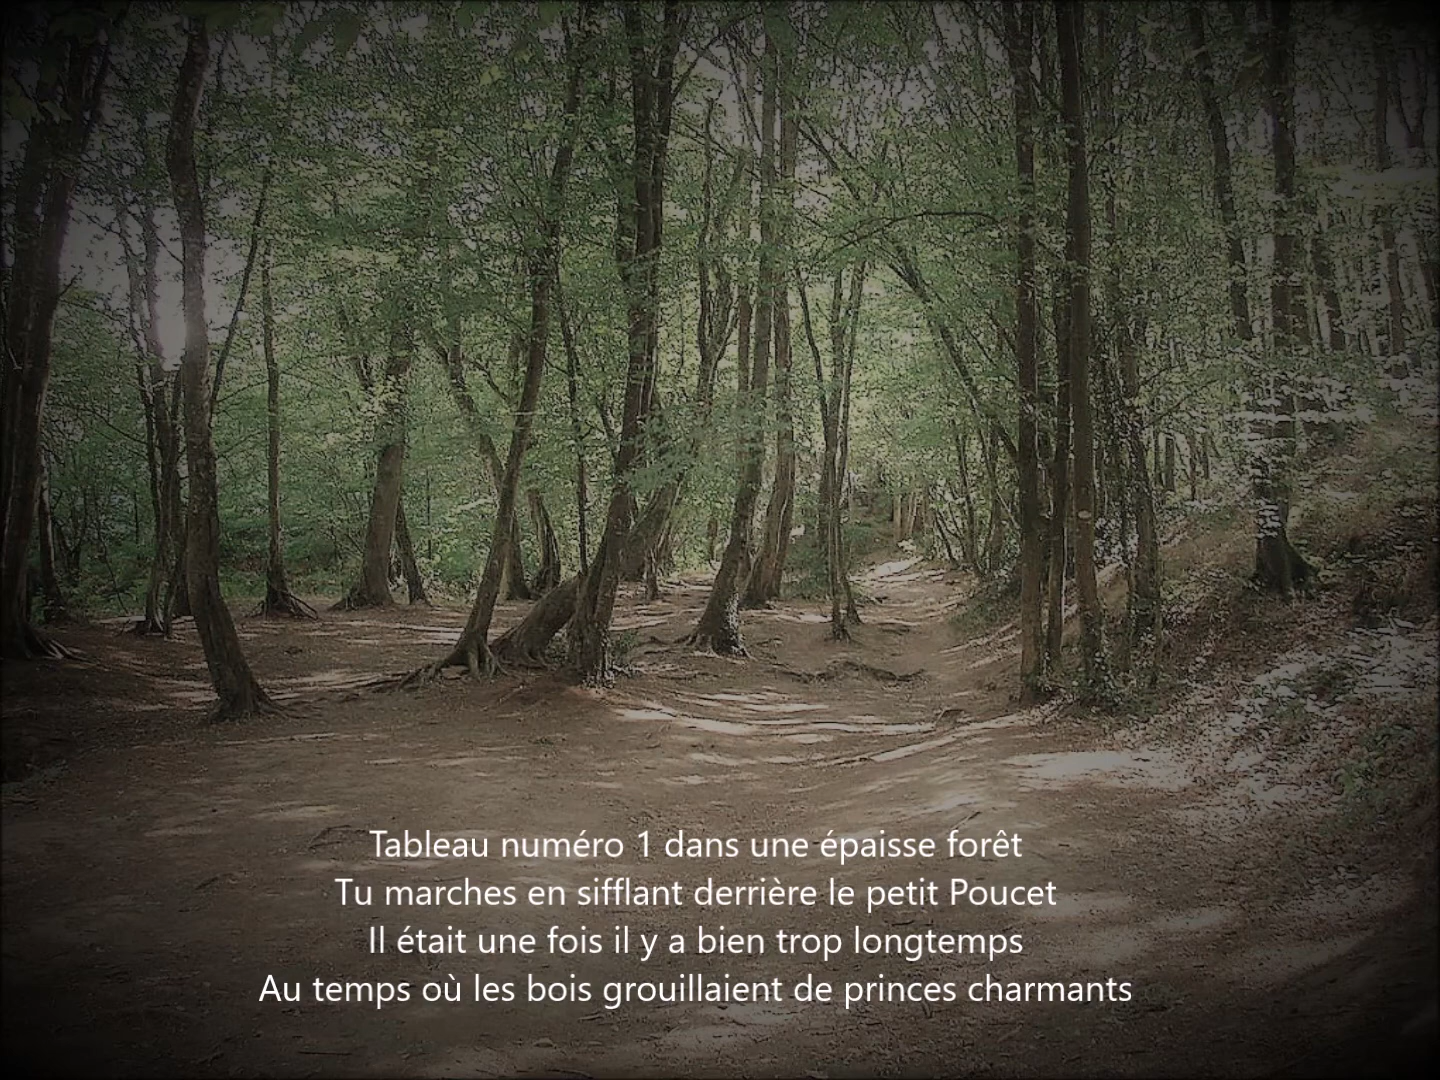 Tableau numéro 1 dans une épaisse forêt
Tu marches en sifflant derrière le petit Poucet
Il était une fois il y a bien trop longtemps
Au temps où les bois grouillaient de princes charmants